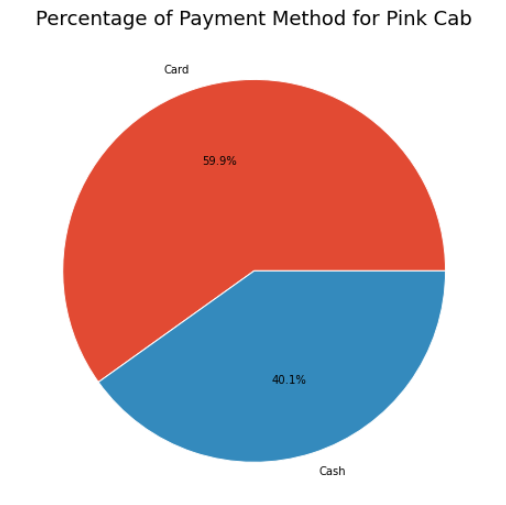 Percentage of Payment Method for Pink Cab
Card
59.9%
40.1%
Cash